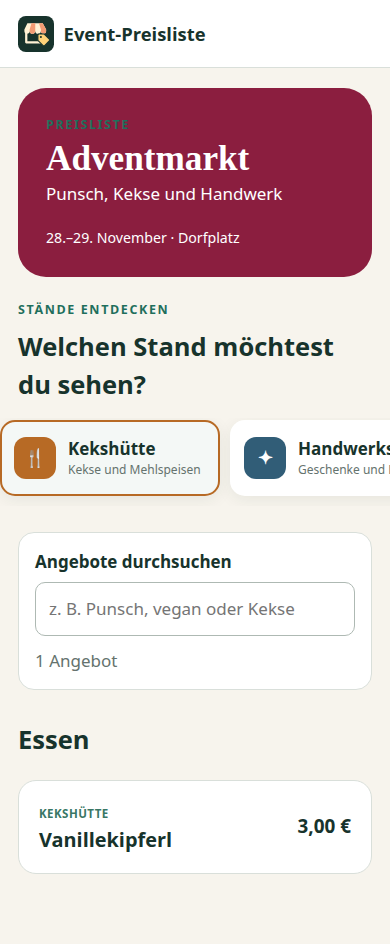 Event-Preisliste
PREISLISTE
Adventmarkt
Punsch, Kekse und Handwerk
28.–29. November · Dorfplatz
STÄNDE ENTDECKEN
Welchen Stand möchtest
du sehen?
Kekshütte
Kekse und Mehlspeisen
Handwerks
Geschenke und
Angebote durchsuchen
z. B. Punsch, vegan oder Kekse
1 Angebot
Essen
KEKSHÜTTE
Vanillekipferl
3,00 €